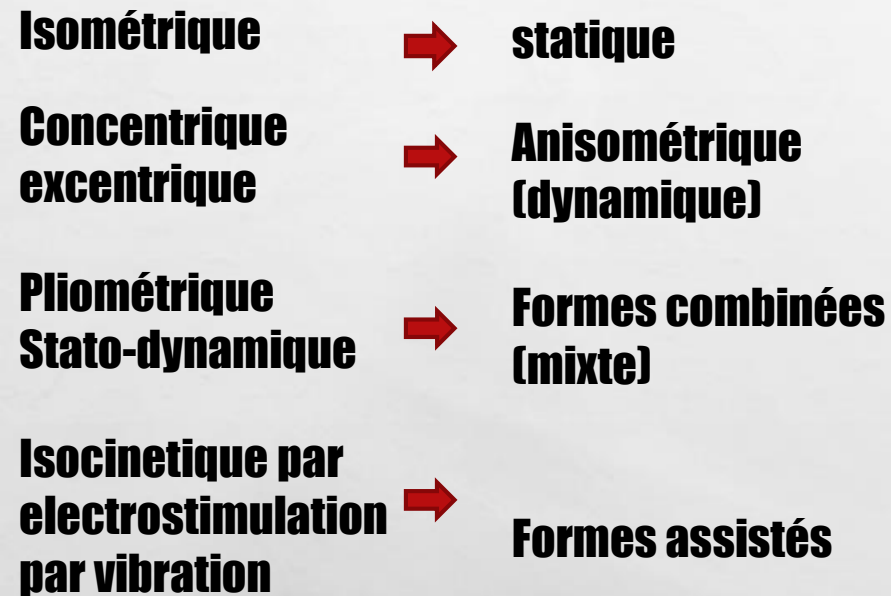 Isométrique
statique
Concentrique
excentrique
Anisométrique
(dynamique)
Pliométrique
Stato-dynamique
Formes combinées
(mixte)
Isocinetique par
electrostimulation
par vibration
Formes assistés